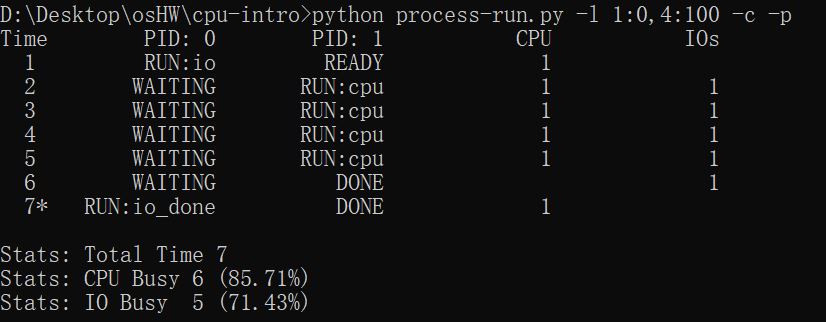 D:\Desktop\osHW\cpu-intro>python process-run.py -l 1:0,4:100 -c -p
Time PID: 0 PID: 1 CPU IOs
1 RUN:io READY 1
2 WAITING RUN:cpu 1 1
3 WAITING RUN:cpu 1 1
4 WAITING RUN:cpu 1 1
5 WAITING RUN:cpu 1 1
6 WAITING DONE 1
7* RUN:io_done DONE 1
Stats: Total Time 7
Stats: CPU Busy 6 (85.71%)
Stats: IO Busy 5 (71.43%)